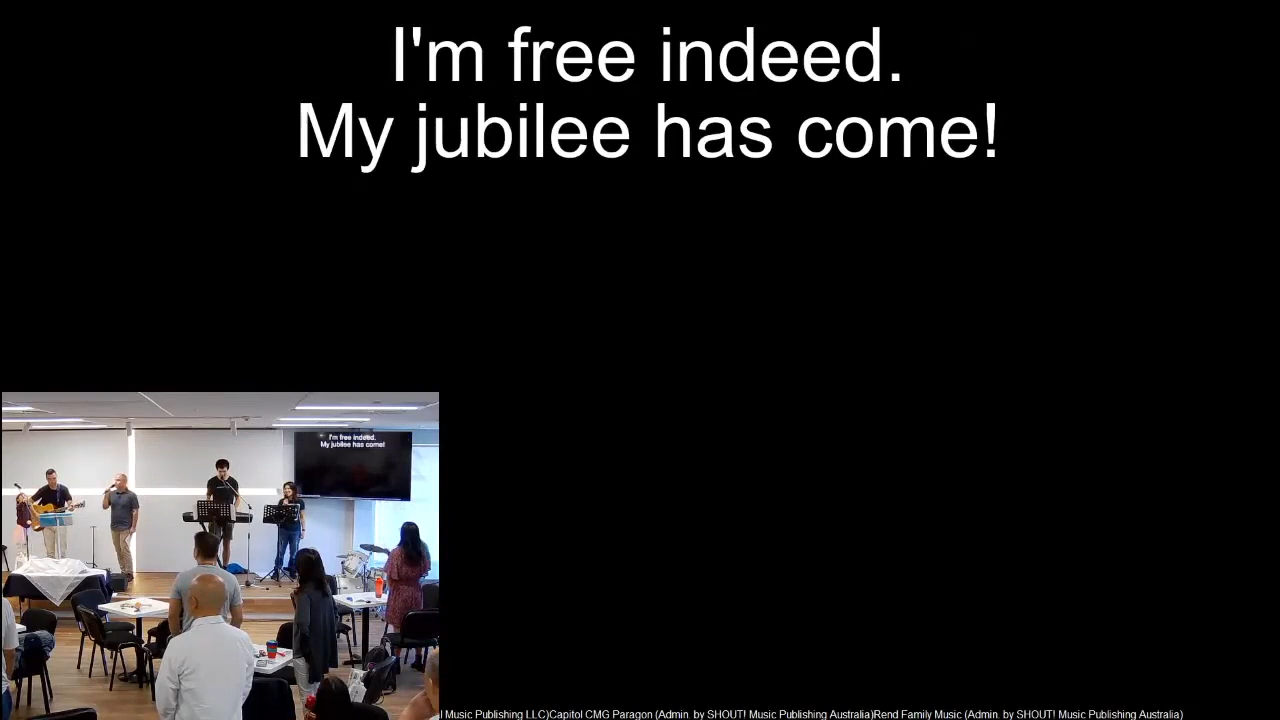 I'm free indeed.
My jubilee has come!
I'm free indeed.
My jubilee has come!
l Music Publishing LLC)Capitol CMG Paragon (Admin. by SHOUT! Music Publishing Australia)Rend Family Music (Admin. by SHOUT! Music Publishing Australia)